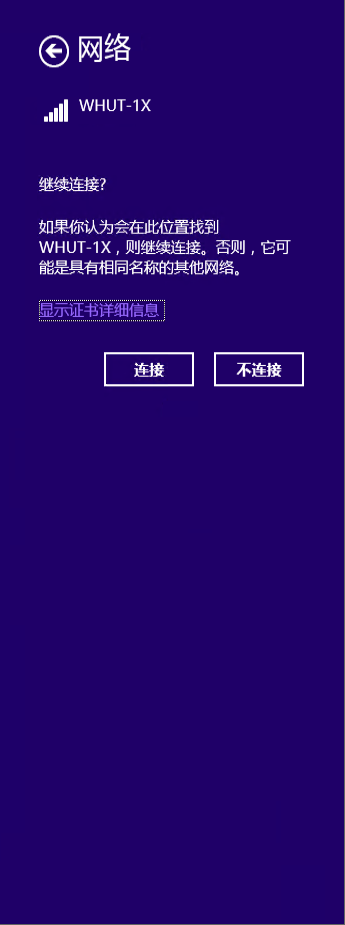 网络
WHUT-1X
继续连接?
如果你认为会在此位置找到
WHUT-1X，则继续连接。否则，它可
能是具有相同名称的其他网络。
显示证书详细信息
连接
不连接